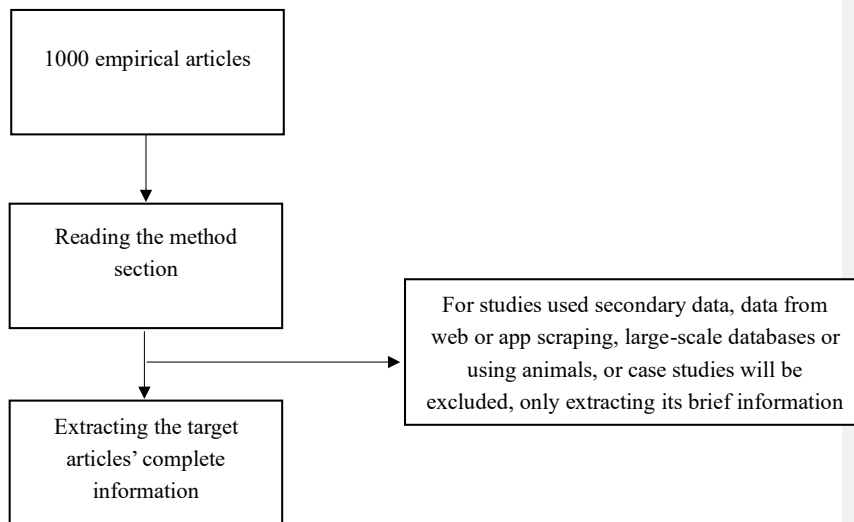 1000 empirical articles
Reading the method
section
For studies used secondary data, data from
web or app scraping, large-scale databases or
using animals, or case studies will be
excluded, only extracting its brief information
Extracting the target
articles’ complete
information